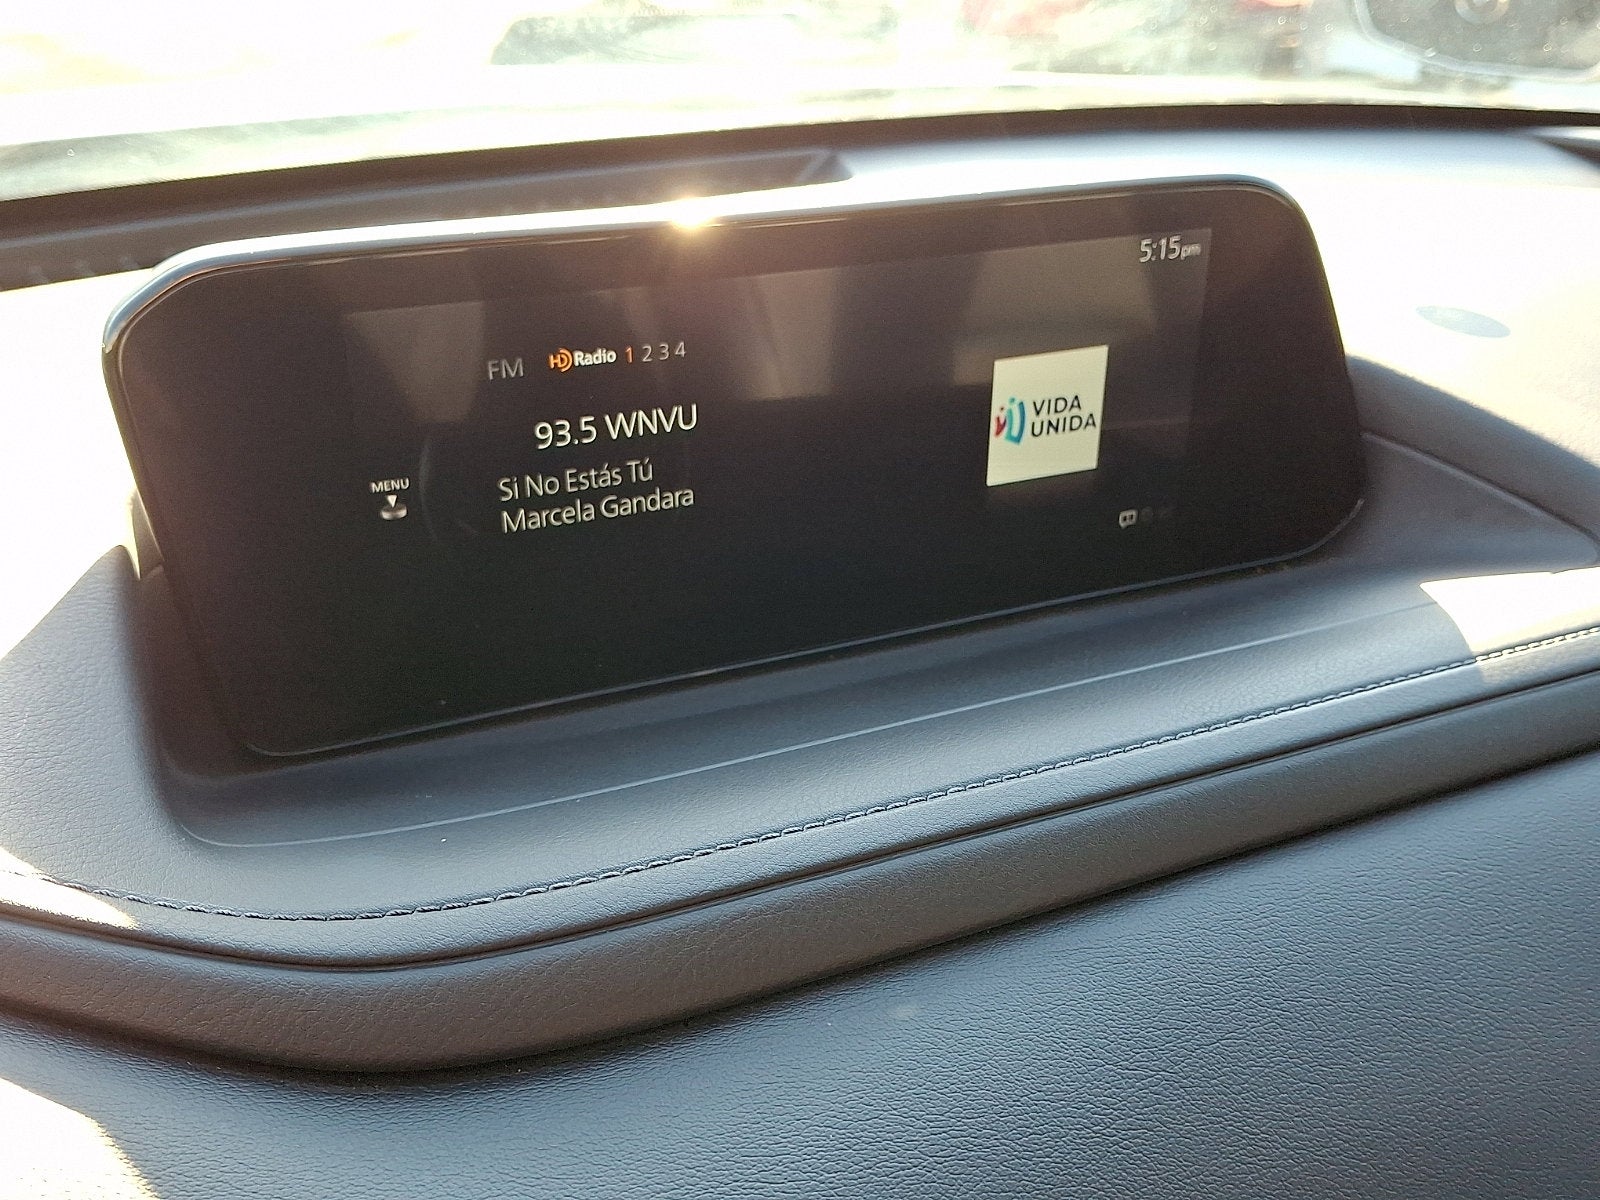 5:15pm
FM HD Radio 1 2 3 4
93.5 WNVU
Si No Estás Tú
Marcela Gandara
MENU
VIDA
UNIDA